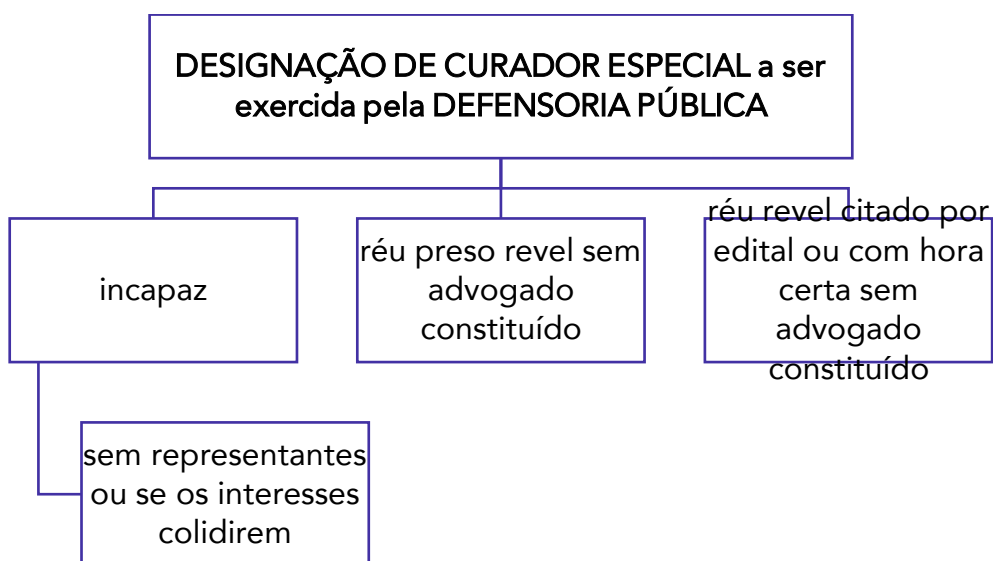 DESIGNAÇÃO DE CURADOR ESPECIAL a ser
exercida pela DEFENSORIA PÚBLICA
incapaz
sem representantes
ou se os interesses
colidirem
réu preso revel sem
advogado
constituído
réu revel citado por
edital ou com hora
certa sem
advogado
constituído